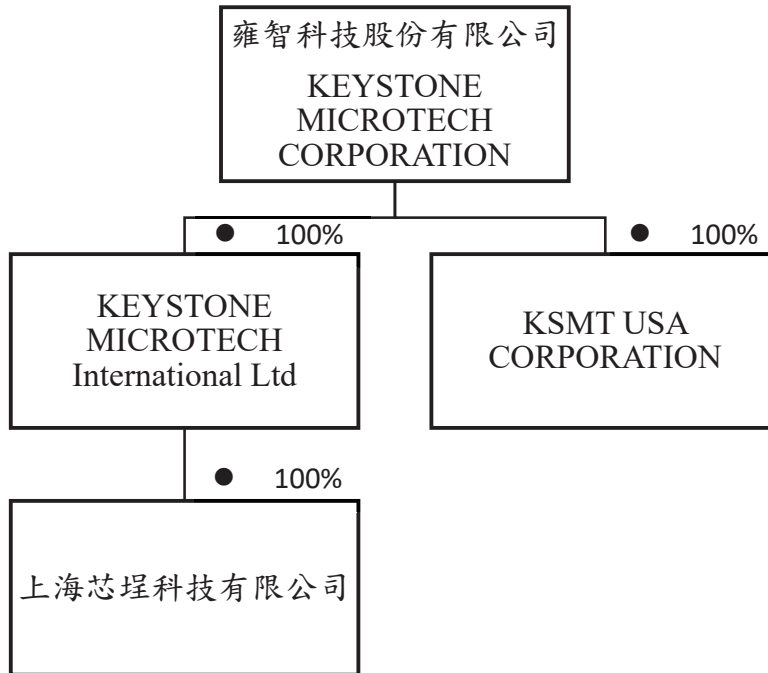 雍智科技股份有限公司
KEYSTONE
MICROTECH
CORPORATION
● 100%
● 100%
KEYSTONE
MICROTECH
International Ltd
KSMT USA
CORPORATION
● 100%
上海芯埕科技有限公司